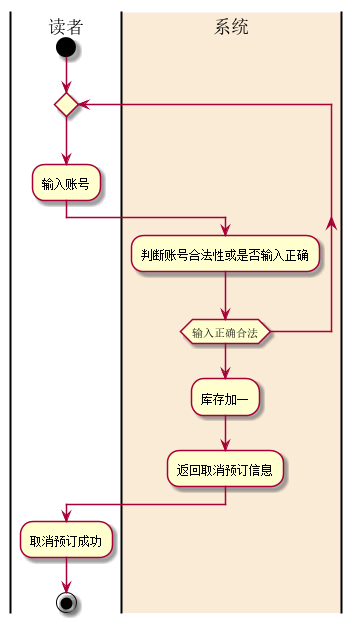 读者
系统
输入账号
判断账号合法性或是否输入正确
输入正确合法
库存加一
返回取消预订信息
取消预订成功